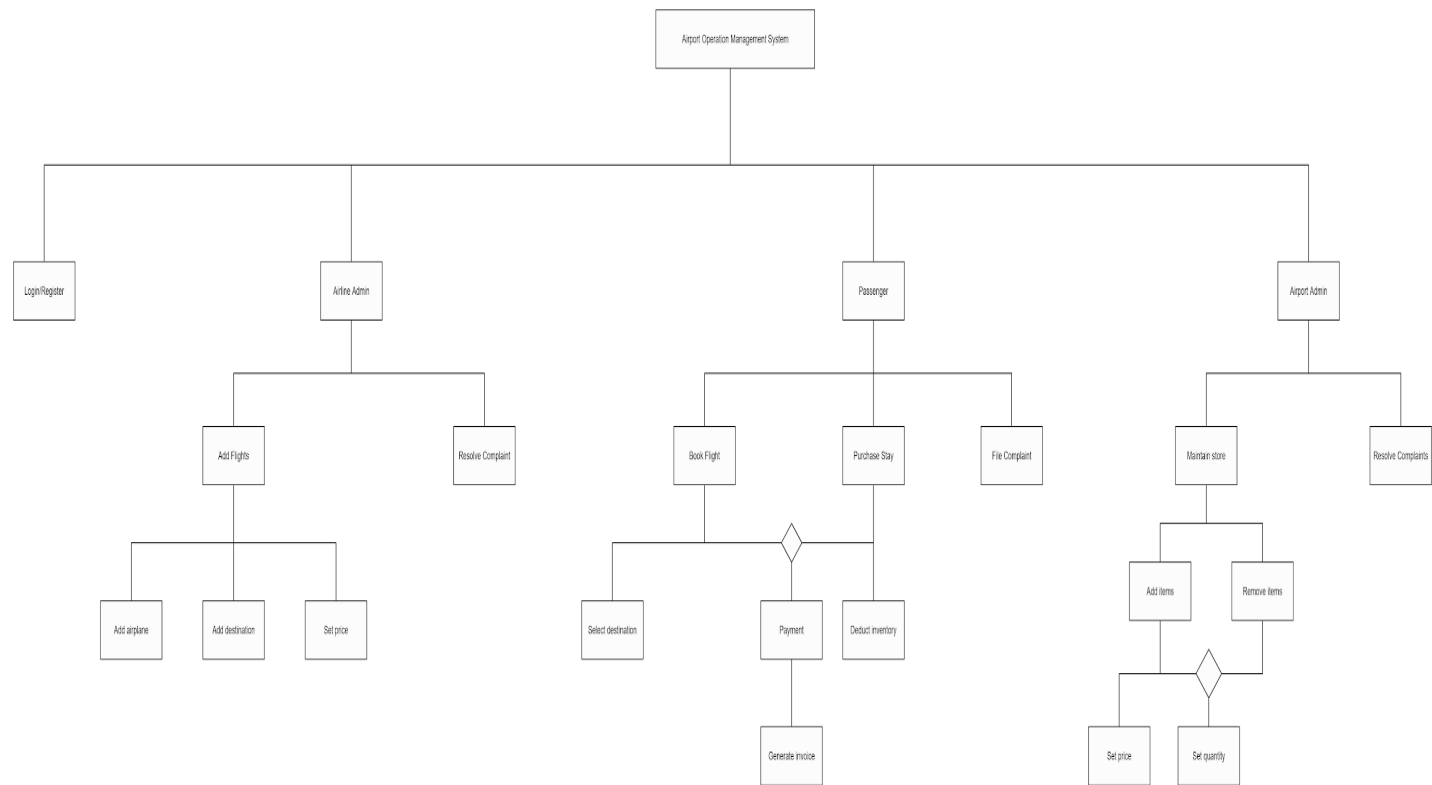 Airport Operation Management System
Login/Register
Airline Admin
Passenger
Airport Admin
Add Flights
Resolve Complaint
Book Flight
Purchase Stay
File Complaint
Maintain store
Resolve Complaints
Add items
Remove items
Add airplane
Add destination
Set price
Select destination
Payment
Deduct inventory
Generate invoice
Set price
Set quantity